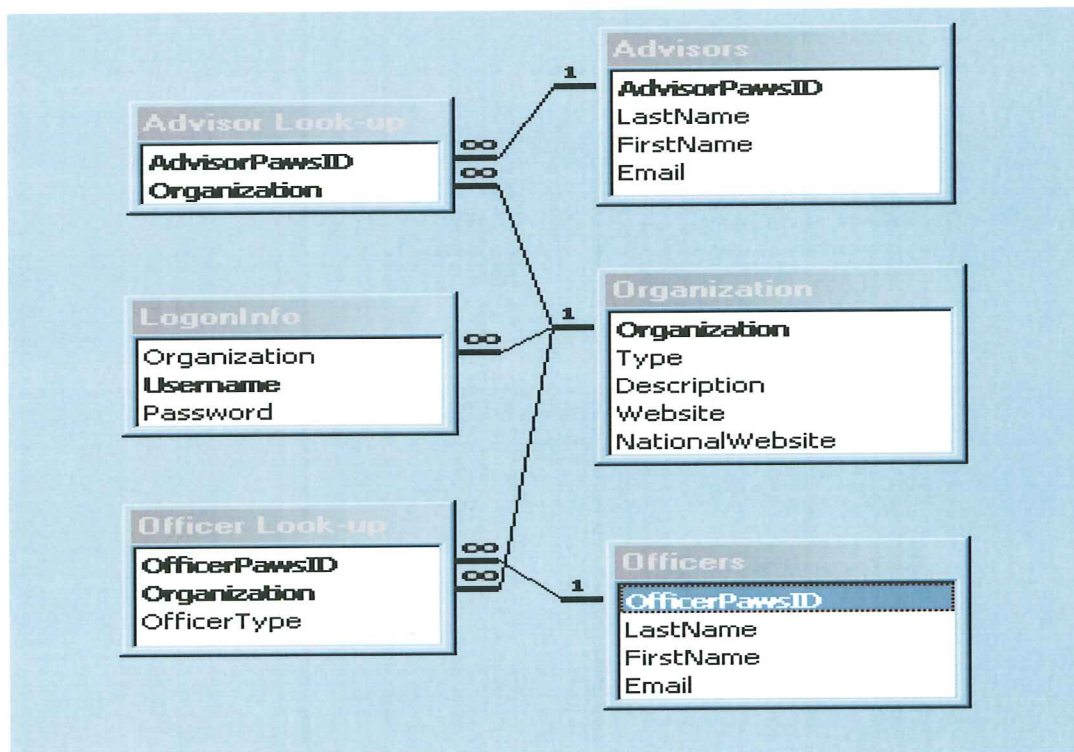 Advisors
1
AdvisorPawsID
LastName
FirstName
Email
Advisor Look-up
∞
AdvisorPawsID
∞
Organization
Organization
1
Organization
Type
Description
Website
NationalWebsite
LogonInfo
∞
Organization
Username
Password
Officer Look-up
∞
OfficerPawsID
∞
Organization
OfficerType
Officers
1
OfficerPawsID
LastName
FirstName
Email